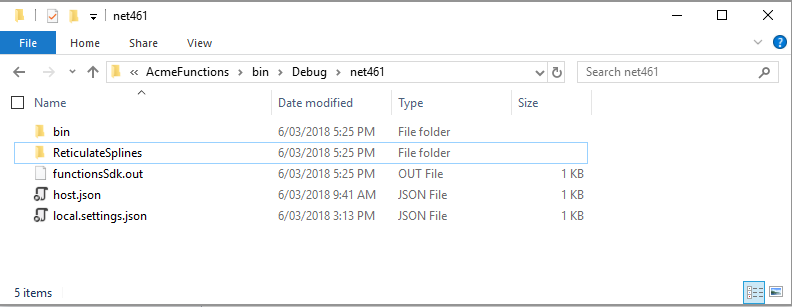 net461
File Home Share View
« AcmeFunctions > bin > Debug > net461 Search net461
Name Date modified Type Size
bin 6/03/2018 5:25 PM File folder
ReticulateSplines 6/03/2018 5:25 PM File folder
functionsSdk.out 6/03/2018 5:25 PM OUT File 1 KB
host.json 6/03/2018 9:41 AM JSON File 1 KB
local.settings.json 6/03/2018 3:13 PM JSON File 1 KB
5 items